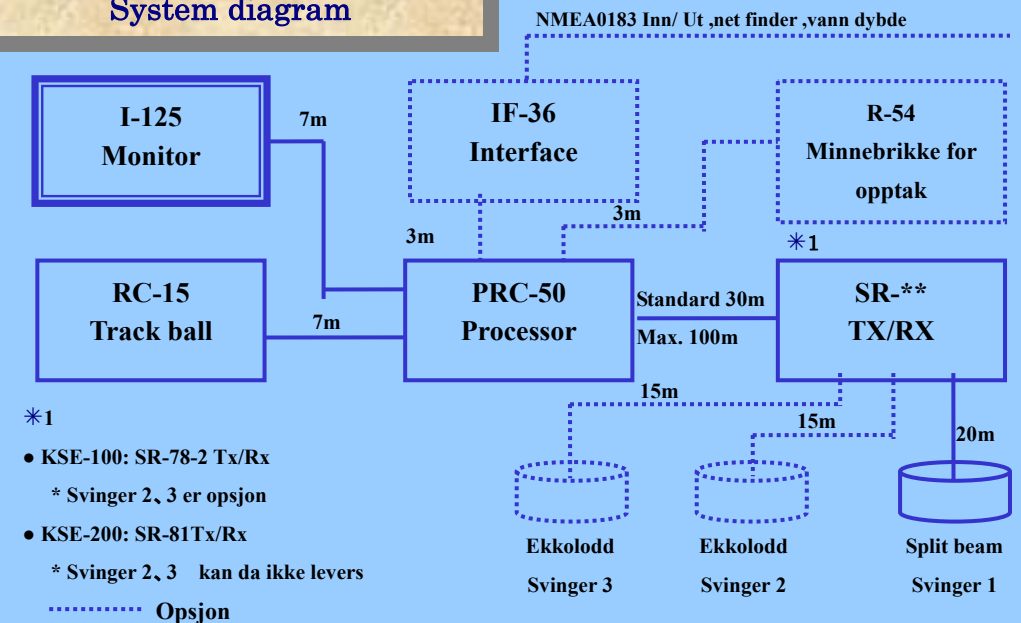 System diagram
NMEA0183 Inn/ Ut ,net finder ,vann dybde
I-125
Monitor
7m
IF-36
Interface
R-54
Minnebrikke for
opptak
3m
3m
✳1
RC-15
Track ball
7m
PRC-50
Processor
Standard 30m
Max. 100m
SR-**
TX/RX
15m
15m
20m
✳1
● KSE-100: SR-78-2 Tx/Rx
* Svinger 2、3 er opsjon
● KSE-200: SR-81Tx/Rx
* Svinger 2、3 kan da ikke levers
Opsjon
Ekkolodd
Svinger 3
Ekkolodd
Svinger 2
Split beam
Svinger 1